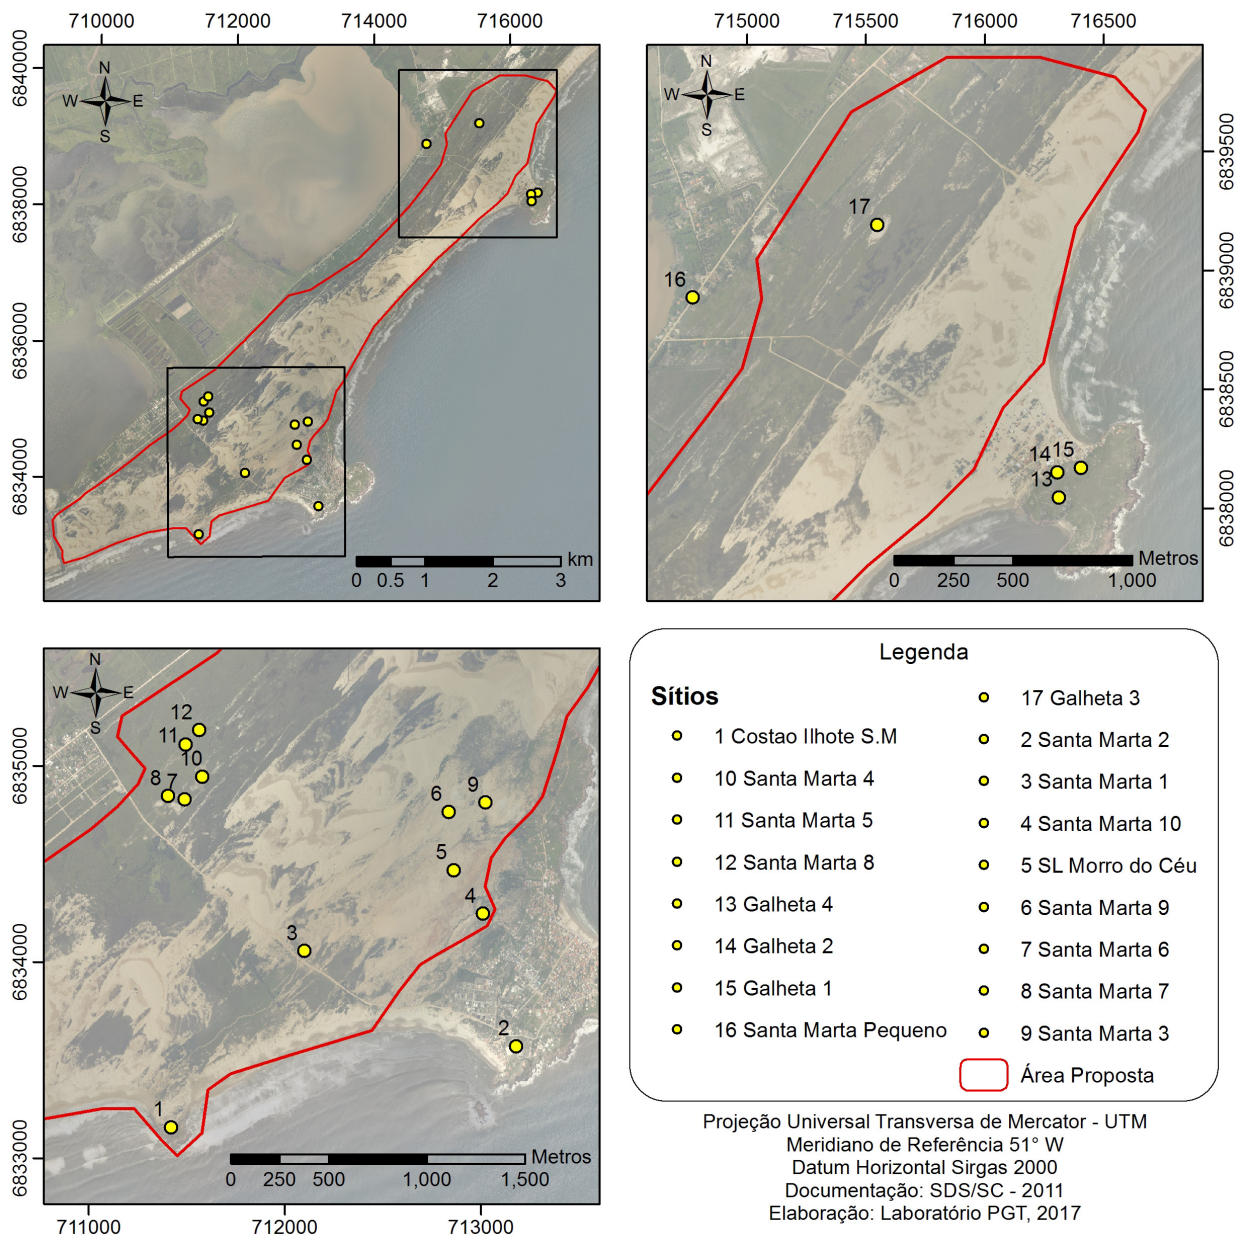 710000 712000 714000 716000
6840000
6838000
6836000
6834000
N
W E
S
km
0 0.5 1 2 3
715000 715500 716000 716500
6839500
6839000
6838500
6838000
N
W E
S
17
16
14 15
13
Metros
0 250 500 1,000
N
W E
S
12
11
10
8 7
6 9
5
4
3
2
1
6835000
6834000
6833000
Metros
0 250 500 1,000 1,500
711000 712000 713000
Legenda
Sítios
1 Costao Ilhote S.M
10 Santa Marta 4
11 Santa Marta 5
12 Santa Marta 8
13 Galheta 4
14 Galheta 2
15 Galheta 1
16 Santa Marta Pequeno
17 Galheta 3
2 Santa Marta 2
3 Santa Marta 1
4 Santa Marta 10
5 SL Morro do Céu
6 Santa Marta 9
7 Santa Marta 6
8 Santa Marta 7
9 Santa Marta 3
Área Proposta
Projeção Universal Transversa de Mercator - UTM
Meridiano de Referência 51° W
Datum Horizontal Sirgas 2000
Documentação: SDS/SC - 2011
Elaboração: Laboratório PGT, 2017